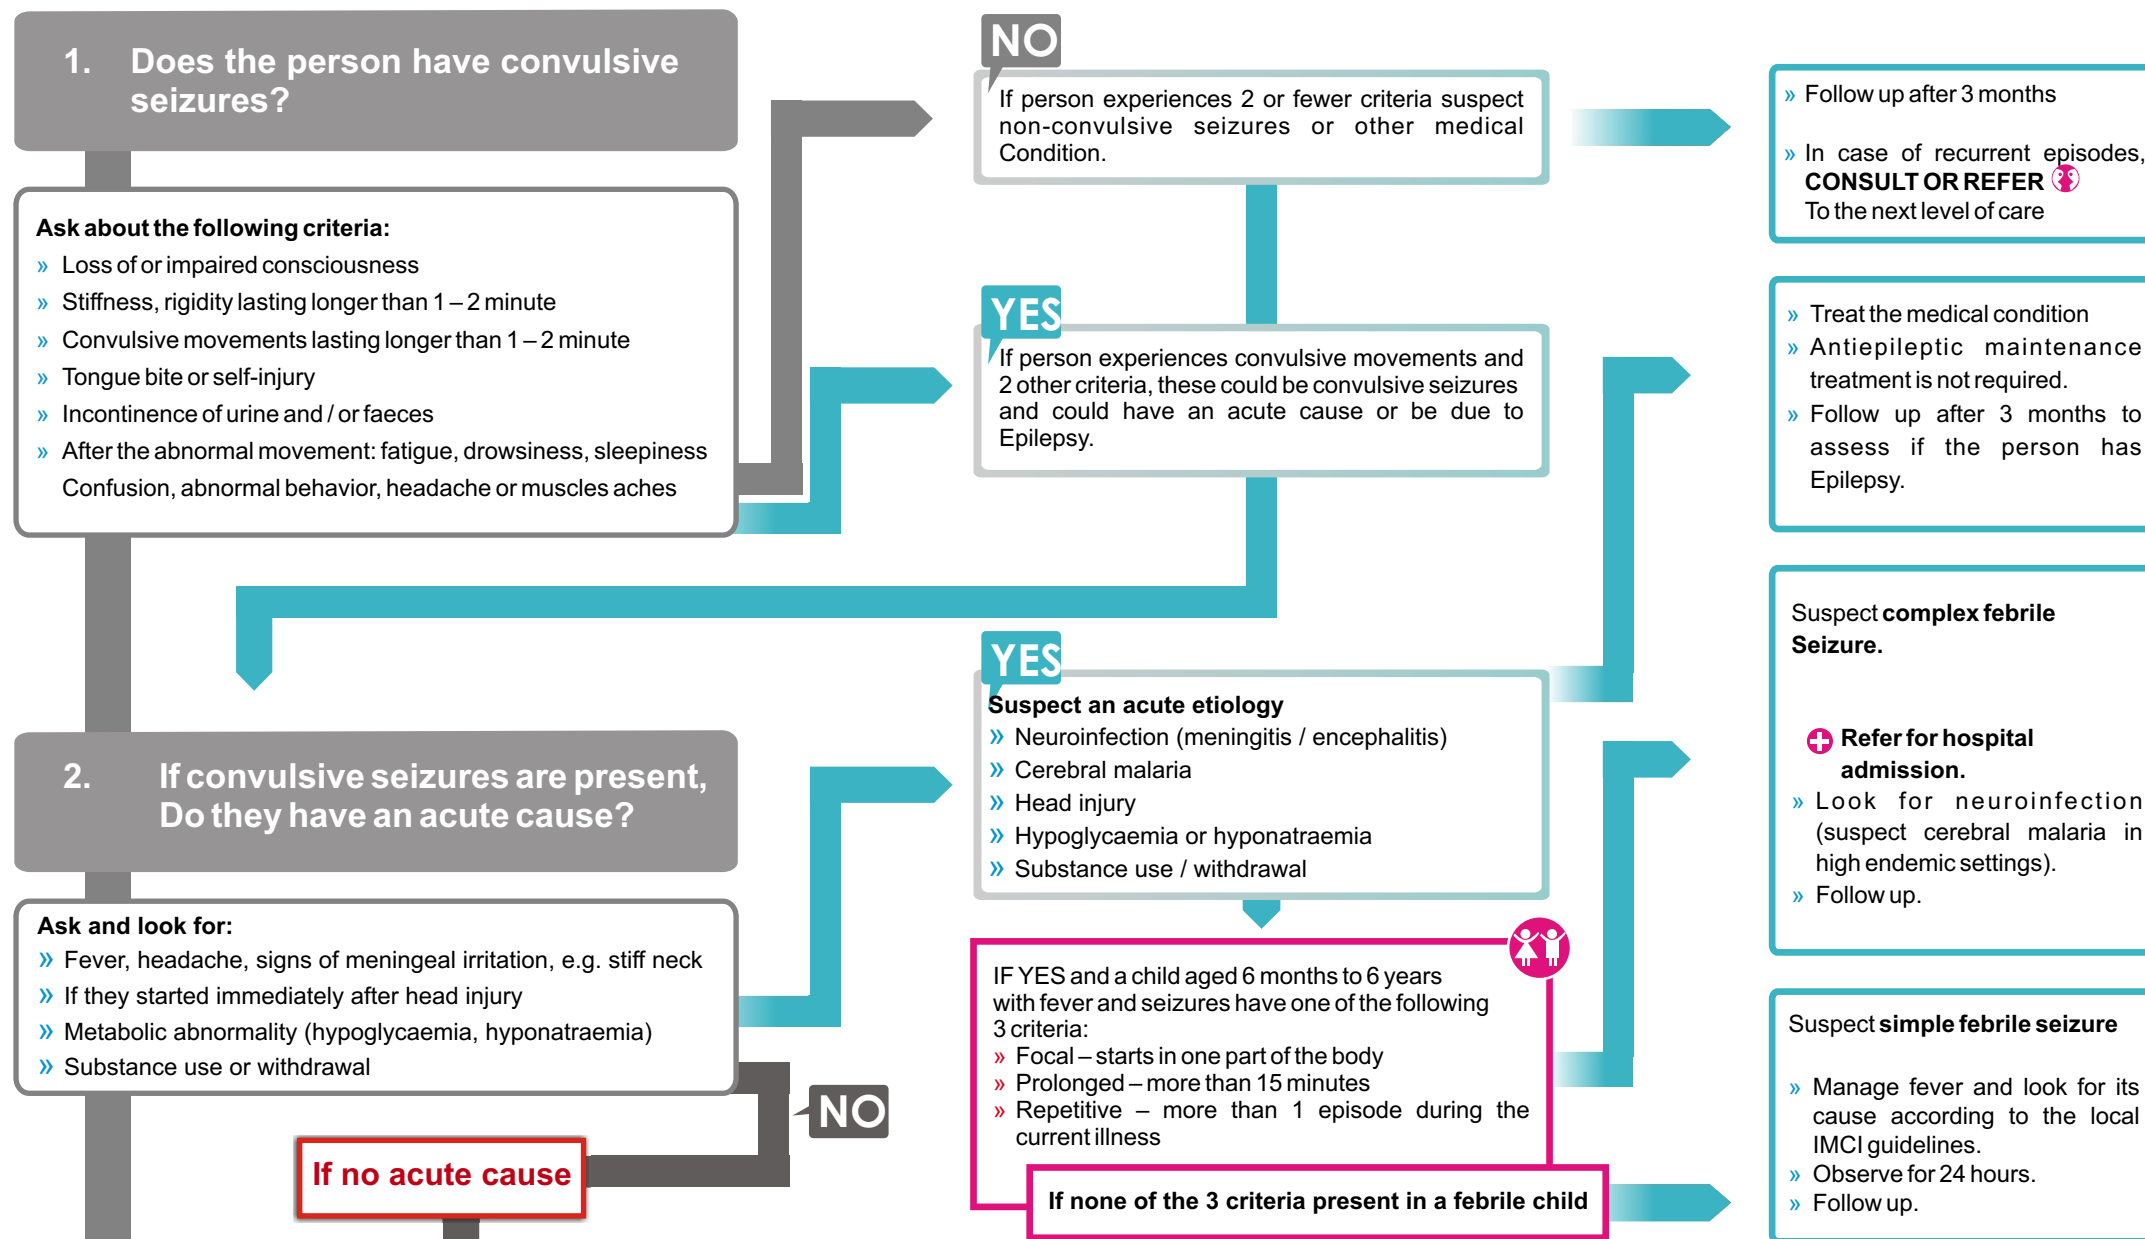 1. Does the person have convulsive
seizures?
Ask about the following criteria:
» Loss of or impaired consciousness
» Stiffness, rigidity lasting longer than 1 – 2 minute
» Convulsive movements lasting longer than 1 – 2 minute
» Tongue bite or self-injury
» Incontinence of urine and / or faeces
» After the abnormal movement: fatigue, drowsiness, sleepiness
Confusion, abnormal behavior, headache or muscles aches
NO
If person experiences 2 or fewer criteria suspect
non-convulsive seizures or other medical
Condition.
» Follow up after 3 months
» In case of recurrent episodes,
CONSULT OR REFER
To the next level of care
YES
If person experiences convulsive movements and
2 other criteria, these could be convulsive seizures
and could have an acute cause or be due to
Epilepsy.
» Treat the medical condition
» Antiepileptic maintenance
treatment is not required.
» Follow up after 3 months to
assess if the person has
Epilepsy.
2. If convulsive seizures are present,
Do they have an acute cause?
Ask and look for:
» Fever, headache, signs of meningeal irritation, e.g. stiff neck
» If they started immediately after head injury
» Metabolic abnormality (hypoglycaemia, hyponatraemia)
» Substance use or withdrawal
NO
If no acute cause
YES
Suspect an acute etiology
» Neuroinfection (meningitis / encephalitis)
» Cerebral malaria
» Head injury
» Hypoglycaemia or hyponatraemia
» Substance use / withdrawal
IF YES and a child aged 6 months to 6 years
with fever and seizures have one of the following
3 criteria:
» Focal – starts in one part of the body
» Prolonged – more than 15 minutes
» Repetitive – more than 1 episode during the
current illness
If none of the 3 criteria present in a febrile child
Suspect complex febrile
Seizure.
Refer for hospital
admission.
» Look for neuroinfection
(suspect cerebral malaria in
high endemic settings).
» Follow up.
Suspect simple febrile seizure
» Manage fever and look for its
cause according to the local
IMCI guidelines.
» Observe for 24 hours.
» Follow up.